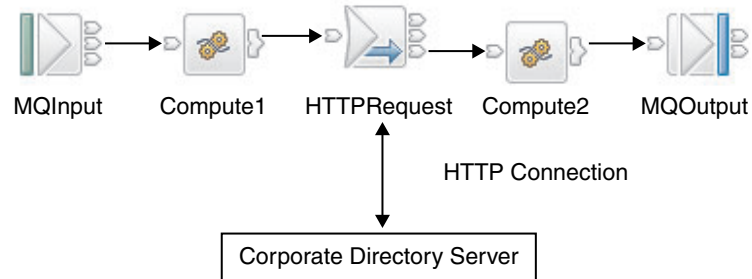 MQInput
Compute1
HTTPRequest
Compute2
MQOutput
HTTP Connection
Corporate Directory Server